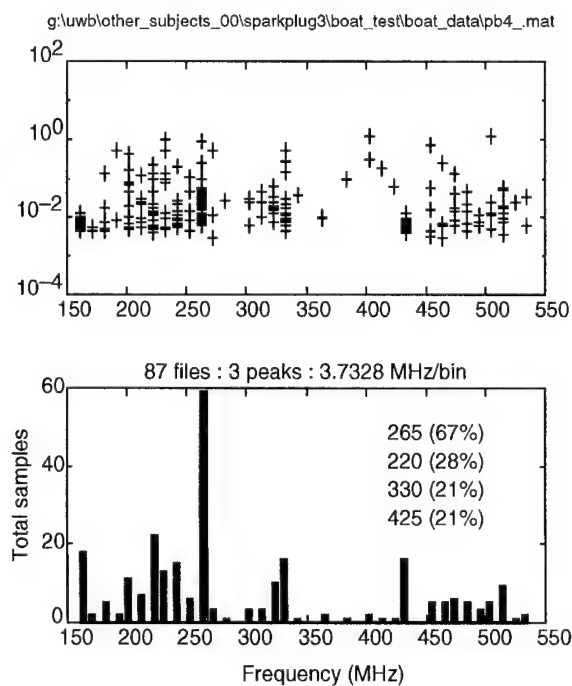 g:\uwb\other_subjects_00\sparkplug3\boat_test\boat_data\pb4_.mat
10^2
10^0
10^-2
10^-4
150 200 250 300 350 400 450 500 550
87 files : 3 peaks : 3.7328 MHz/bin
60
40
20
0
Total samples
265 (67%)
220 (28%)
330 (21%)
425 (21%)
150 200 250 300 350 400 450 500 550
Frequency (MHz)